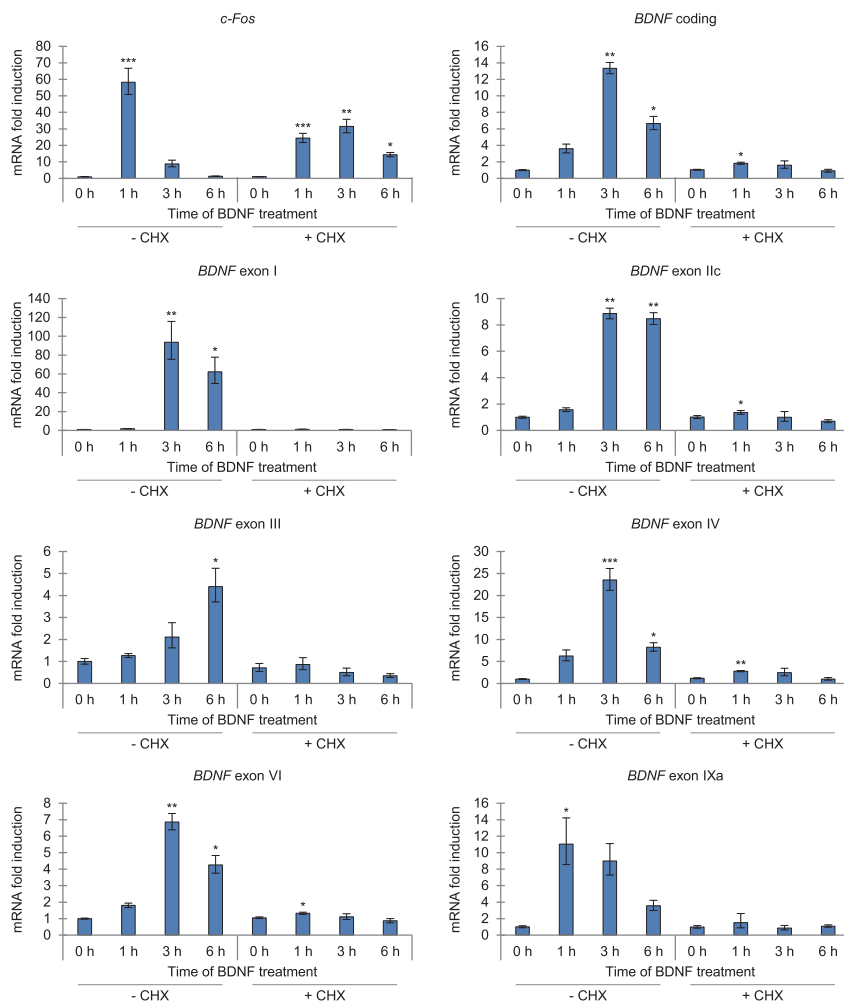 c-Fos
mRNA fold induction
80
70
60
50
40
30
20
10
0
***
***
**
*
0 h 1 h 3 h 6 h 0 h 1 h 3 h 6 h
Time of BDNF treatment
- CHX + CHX
BDNF coding
mRNA fold induction
16
14
12
10
8
6
4
2
0
**
*
*
0 h 1 h 3 h 6 h 0 h 1 h 3 h 6 h
Time of BDNF treatment
- CHX + CHX
BDNF exon I
mRNA fold induction
140
120
100
80
60
40
20
0
**
*
0 h 1 h 3 h 6 h 0 h 1 h 3 h 6 h
Time of BDNF treatment
- CHX + CHX
BDNF exon IIc
mRNA fold induction
10
8
6
4
2
0
**
**
*
0 h 1 h 3 h 6 h 0 h 1 h 3 h 6 h
Time of BDNF treatment
- CHX + CHX
BDNF exon III
mRNA fold induction
6
5
4
3
2
1
0
*
0 h 1 h 3 h 6 h 0 h 1 h 3 h 6 h
Time of BDNF treatment
- CHX + CHX
BDNF exon IV
mRNA fold induction
30
25
20
15
10
5
0
***
*
**
0 h 1 h 3 h 6 h 0 h 1 h 3 h 6 h
Time of BDNF treatment
- CHX + CHX
BDNF exon VI
mRNA fold induction
8
7
6
5
4
3
2
1
0
**
*
*
0 h 1 h 3 h 6 h 0 h 1 h 3 h 6 h
Time of BDNF treatment
- CHX + CHX
BDNF exon IXa
mRNA fold induction
16
14
12
10
8
6
4
2
0
*
0 h 1 h 3 h 6 h 0 h 1 h 3 h 6 h
Time of BDNF treatment
- CHX + CHX